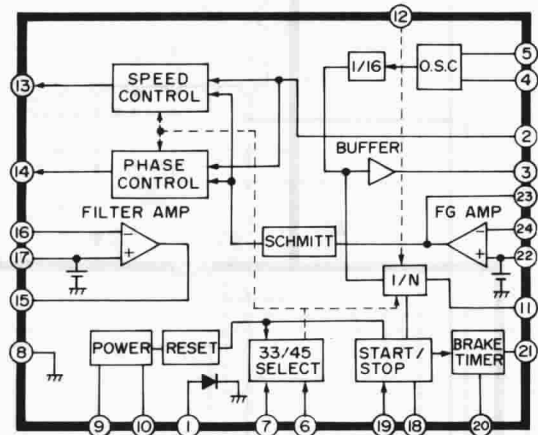 12
5
4
1/16
O.S.C
13
SPEED
CONTROL
2
BUFFER
3
14
PHASE
CONTROL
23
FILTER AMP
FG AMP
16
−
SCHMITT
−
24
17
+
+
22
1/N
15
11
8
POWER
RESET
33/45
SELECT
START/
STOP
BRAKE
TIMER
21
9
10
1
7
6
19
18
20